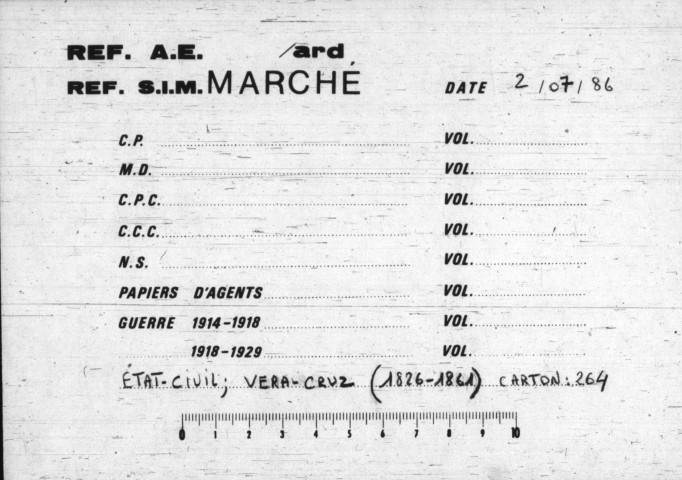 REF. A.E. /ard
REF. S.I.M. MARCHÉ DATE 2/07/86
C.P. VOL.
M.D. VOL.
C.P.C. VOL.
C.C.C. VOL.
N.S. VOL.
PAPIERS D'AGENTS VOL.
GUERRE 1914-1918 VOL.
1918-1929 VOL.
ÉTAT-CIVIL; VERA-CRUZ (1826-1861) CARTON: 264
0 1 2 3 4 5 6 7 8 9 10